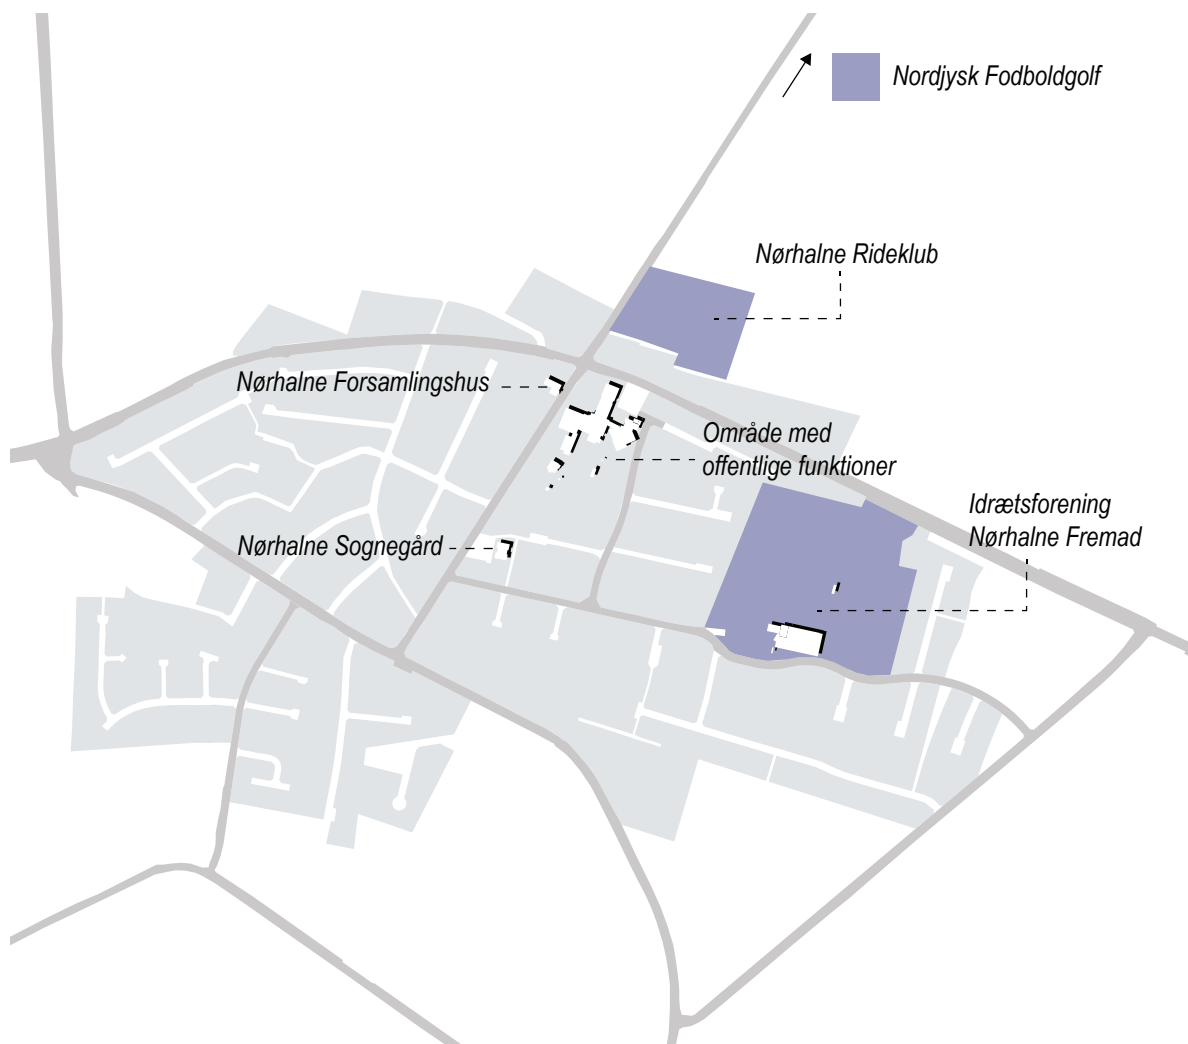 Nordjysk Fodboldgolf
Nørhalne Rideklub
Nørhalne Forsamlingshus
Område med
offentlige funktioner
Idrætsforening
Nørhalne Fremad
Nørhalne Sognegård